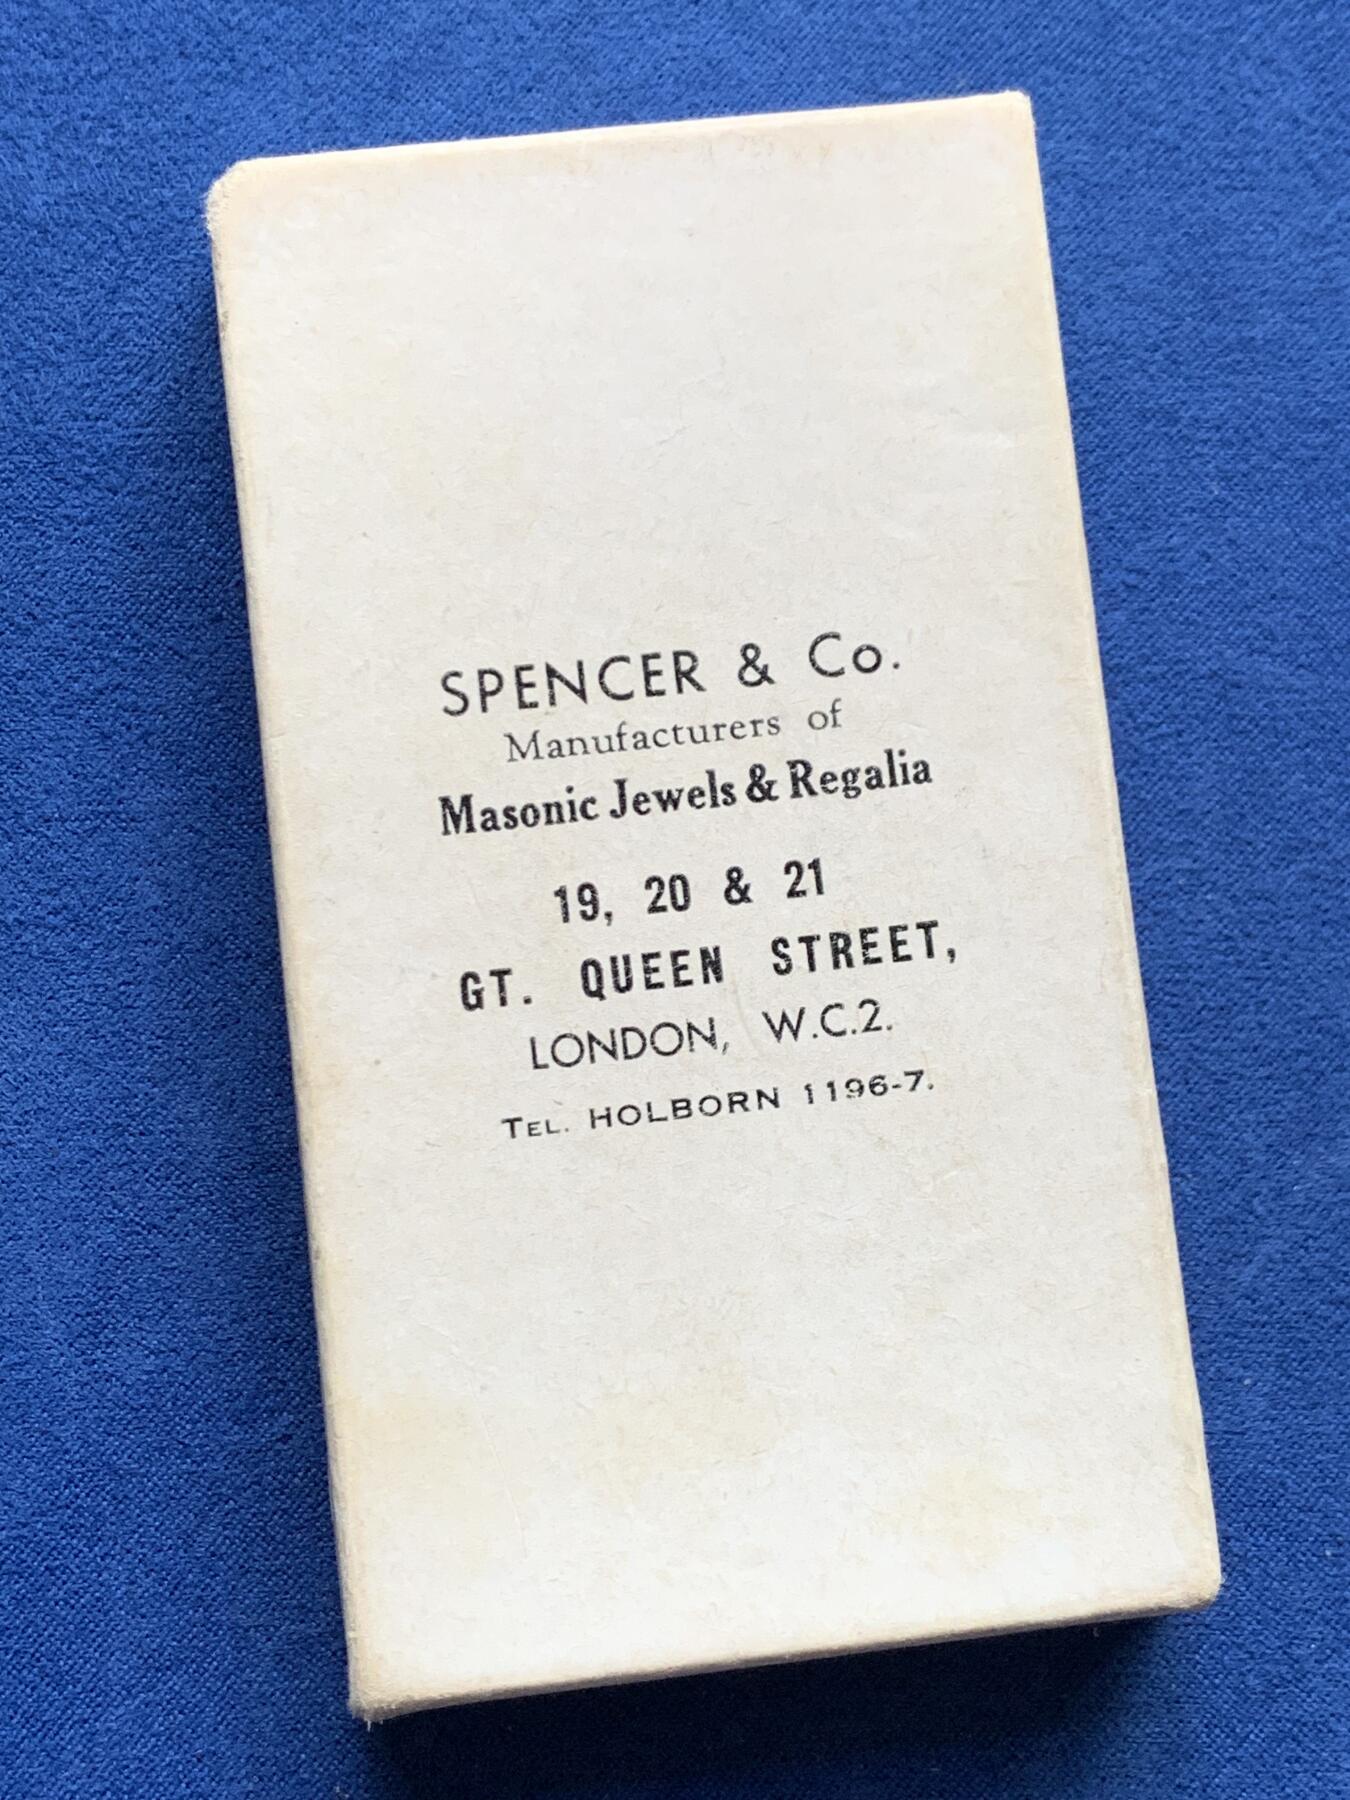 SPENCER & Co.
Manufacturers of
Masonic Jewels & Regalia
19, 20 & 21
GT. QUEEN STREET,
LONDON, W.C.2.
TEL. HOLBORN 1196-7.